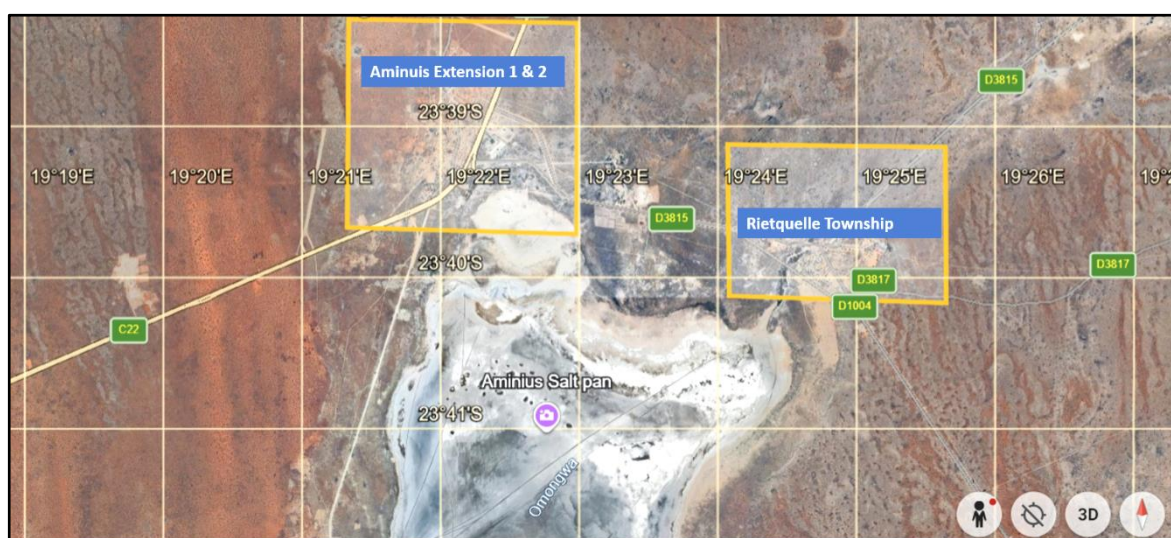 Aminuis Extension 1 & 2
D3815
23°39'S
19°19'E
19°20'E
19°21'E
19°22'E
19°23'E
19°24'E
19°25'E
19°26'E
D3815
Rietquelle Township
23°40'S
D3817
D3817
D1004
C22
Aminius Salt pan
23°41'S
Omongwa
3D